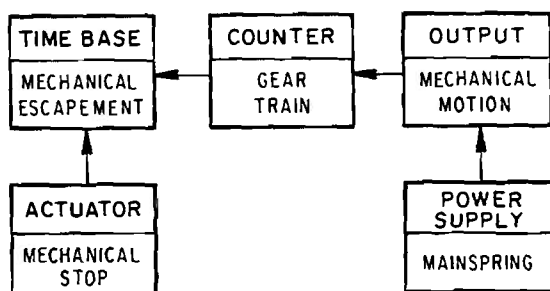 TIME BASE
MECHANICAL
ESCAPEMENT
COUNTER
GEAR
TRAIN
OUTPUT
MECHANICAL
MOTION
ACTUATOR
MECHANICAL
STOP
POWER
SUPPLY
MAINSPRING